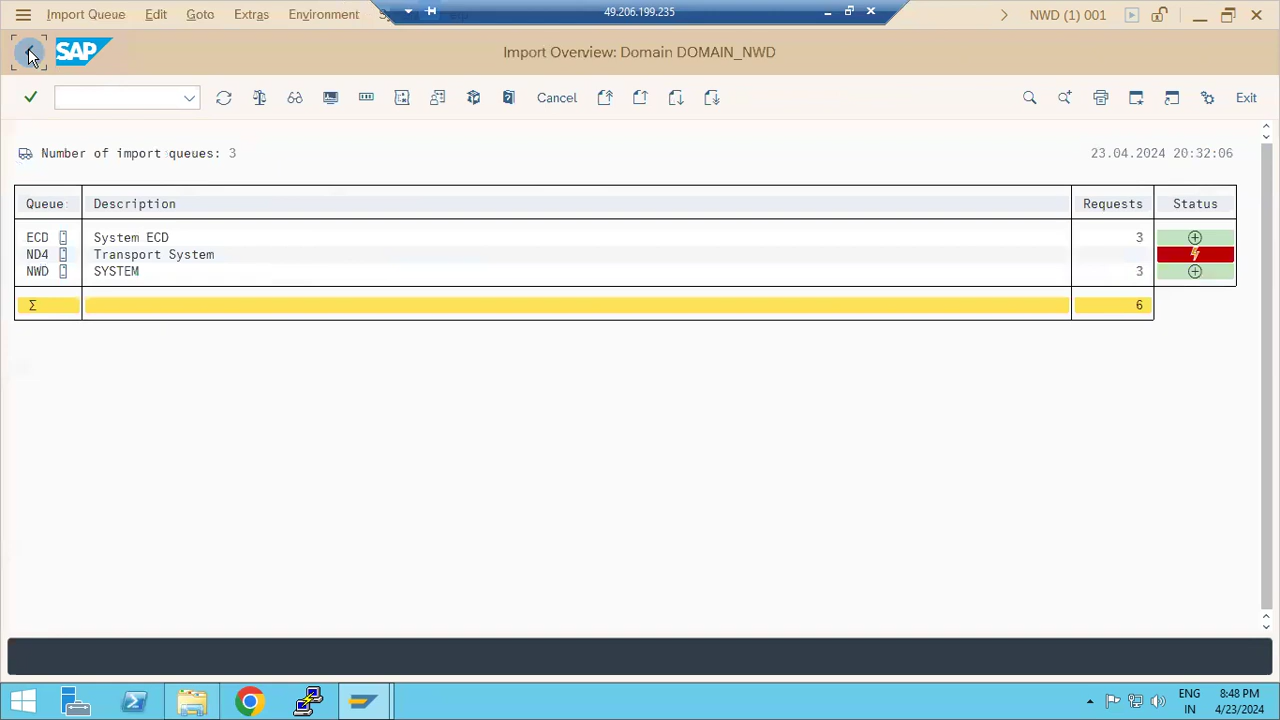 Import Queue Edit Goto Extras Environment 49.206.199.235 NWD (1) 001
SAP Import Overview: Domain DOMAIN_NWD
Cancel Exit
Number of import queues: 3 23.04.2024 20:32:06
Queue Description Requests Status
ECD System ECD 3
ND4 Transport System
NWD SYSTEM 3
Σ 6
ENG 8:48 PM
IN 4/23/2024